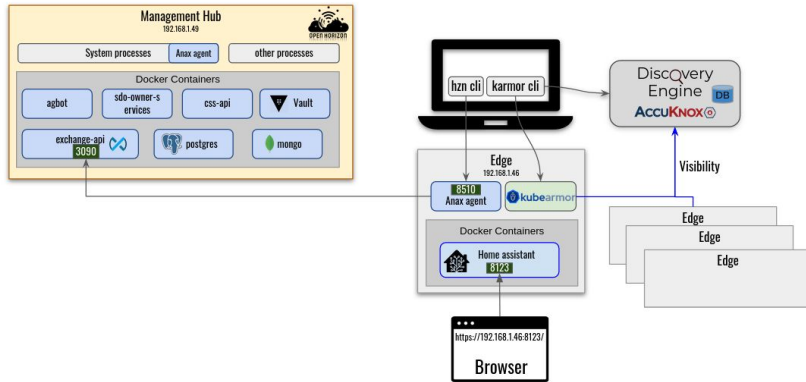 Management Hub
192.168.1.49
OPEN HORIZON
System processes
Anax agent
other processes
Docker Containers
agbot
sdo-owner-s
ervices
css-api
Vault
exchange-api
3090
postgres
mongo
hzn cli
karmor cli
Discovery
Engine
DB
ACCUKNOX
Visibility
Edge
192.168.1.46
8510
Anax agent
kubearmor
Docker Containers
Home assistant
8123
Edge
Edge
Edge
https://192.168.1.46:8123/
Browser